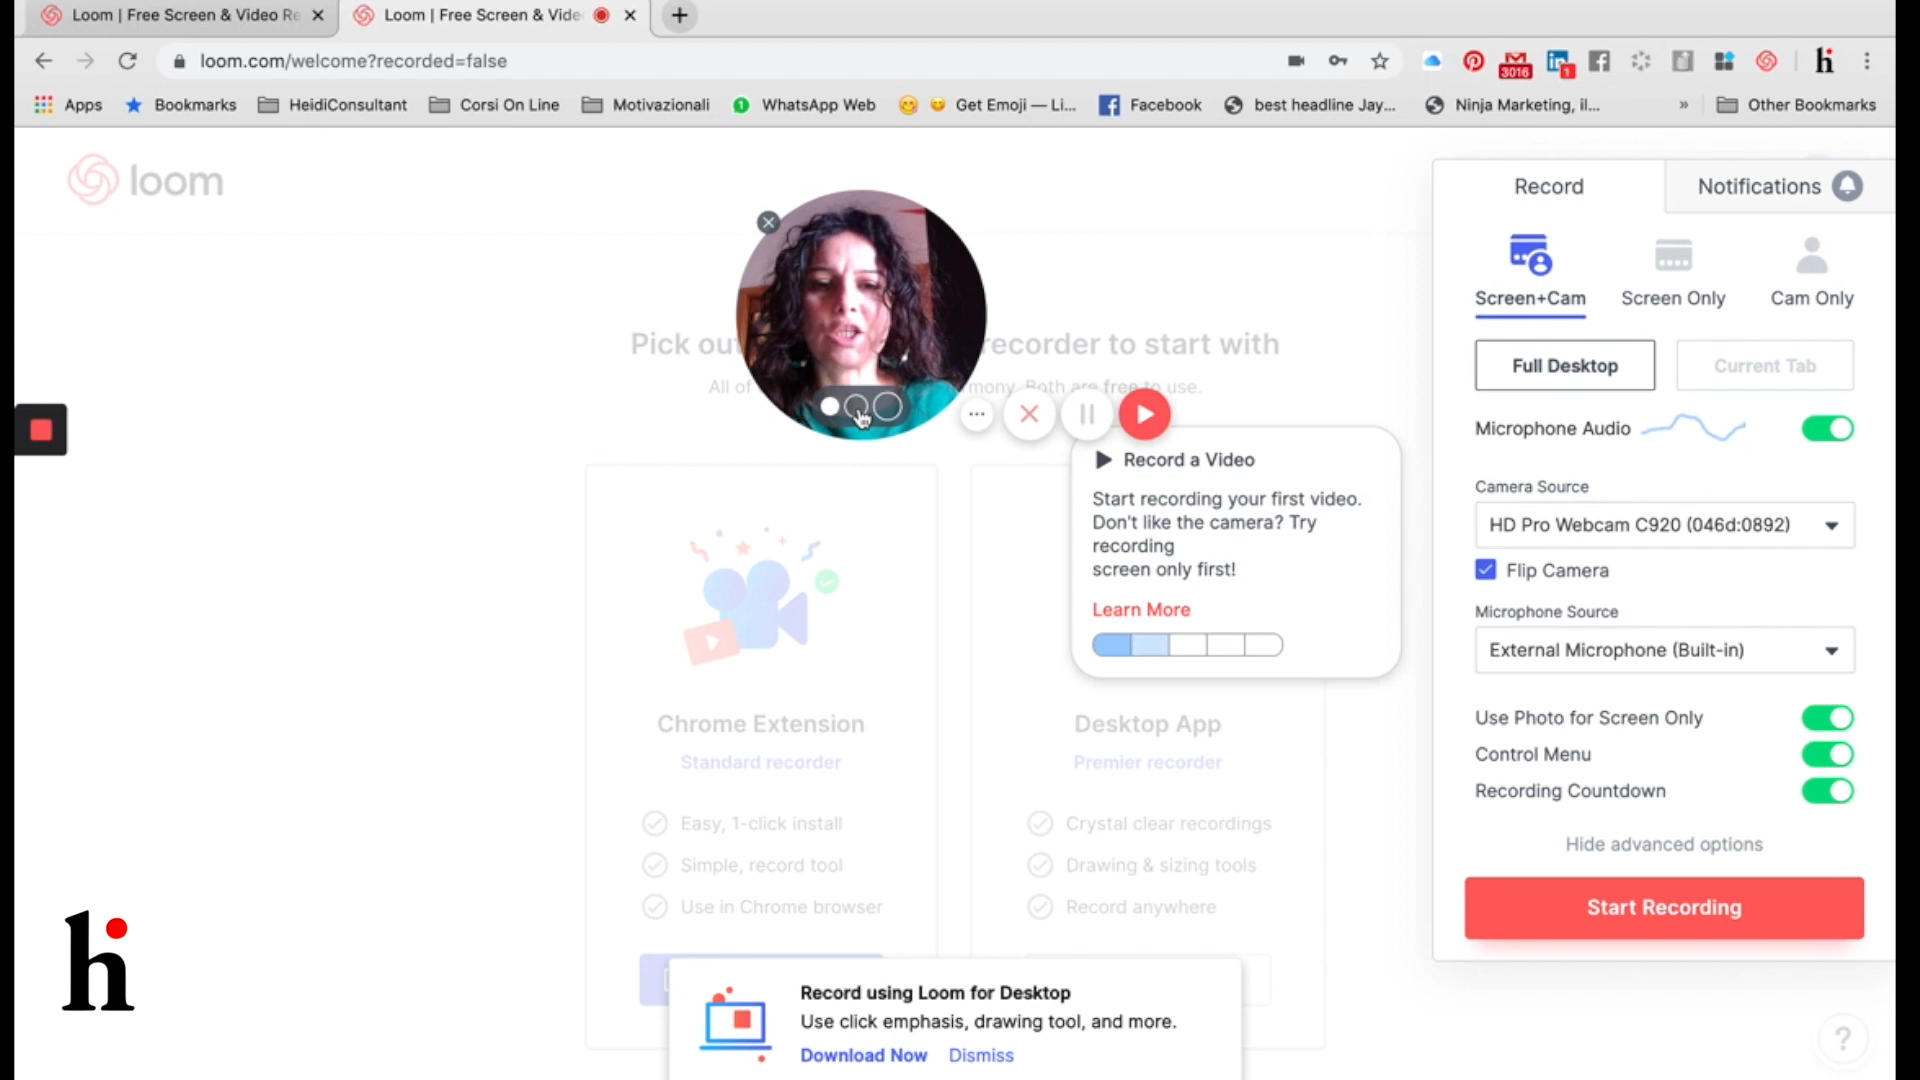 Loom | Free Screen & Video Re
Loom | Free Screen & Vide
loom.com/welcome?recorded=false
3016
in
1
hi
Apps
Bookmarks
HeidiConsultant
Corsi On Line
Motivazionali
1
WhatsApp Web
Get Emoji — Li...
Facebook
best headline Jay...
Ninja Marketing, il...
»
Other Bookmarks
loom
Record
Notifications
Screen+Cam
Screen Only
Cam Only
Pick out
recorder to start with
All of
mony. Both are free to use.
Full Desktop
Current Tab
Microphone Audio
Record a Video
Start recording your first video.
Don't like the camera? Try
recording
screen only first!
Learn More
Camera Source
HD Pro Webcam C920 (046d:0892)
Flip Camera
Microphone Source
External Microphone (Built-in)
Use Photo for Screen Only
Control Menu
Recording Countdown
Hide advanced options
Start Recording
Chrome Extension
Standard recorder
Easy, 1-click install
Simple, record tool
Use in Chrome browser
Desktop App
Premier recorder
Crystal clear recordings
Drawing & sizing tools
Record anywhere
hi
Record using Loom for Desktop
Use click emphasis, drawing tool, and more.
Download Now
Dismiss
?